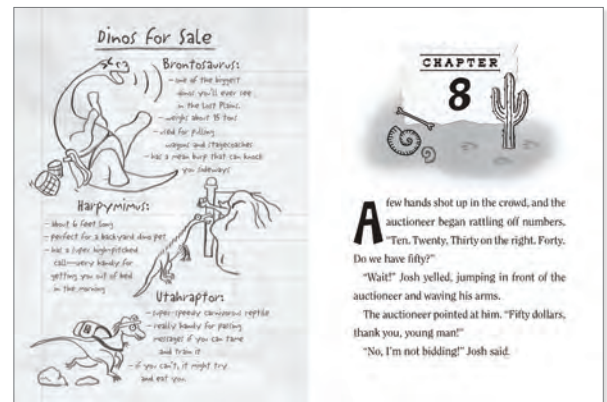 Dinos for Sale
Brontosaurus:
- one of the biggest
dinos you'll ever see
in the Lost Plains.
- weighs about 15 tons
- used for pulling
wagons and stagecoaches
- has a mean burp that can knock
you sideways
Harpymimus:
- about 6 feet long
- perfect for a backyard dino pet
- has a super high-pitched
call—very handy for
getting you out of bed
in the morning
Utahraptor:
- super-speedy carnivorous reptile
- really handy for passing
messages if you can tame
and train it
- if you can't, it might try
and eat you
CHAPTER
8
A few hands shot up in the crowd, and the
auctioneer began rattling off numbers.
"Ten. Twenty, Thirty on the right. Forty.
Do we have fifty?"
"Wait!" Josh yelled, jumping in front of the
auctioneer and waving his arms.
The auctioneer pointed at him. "Fifty dollars,
thank you, young man!"
"No, I'm not bidding!" Josh said.